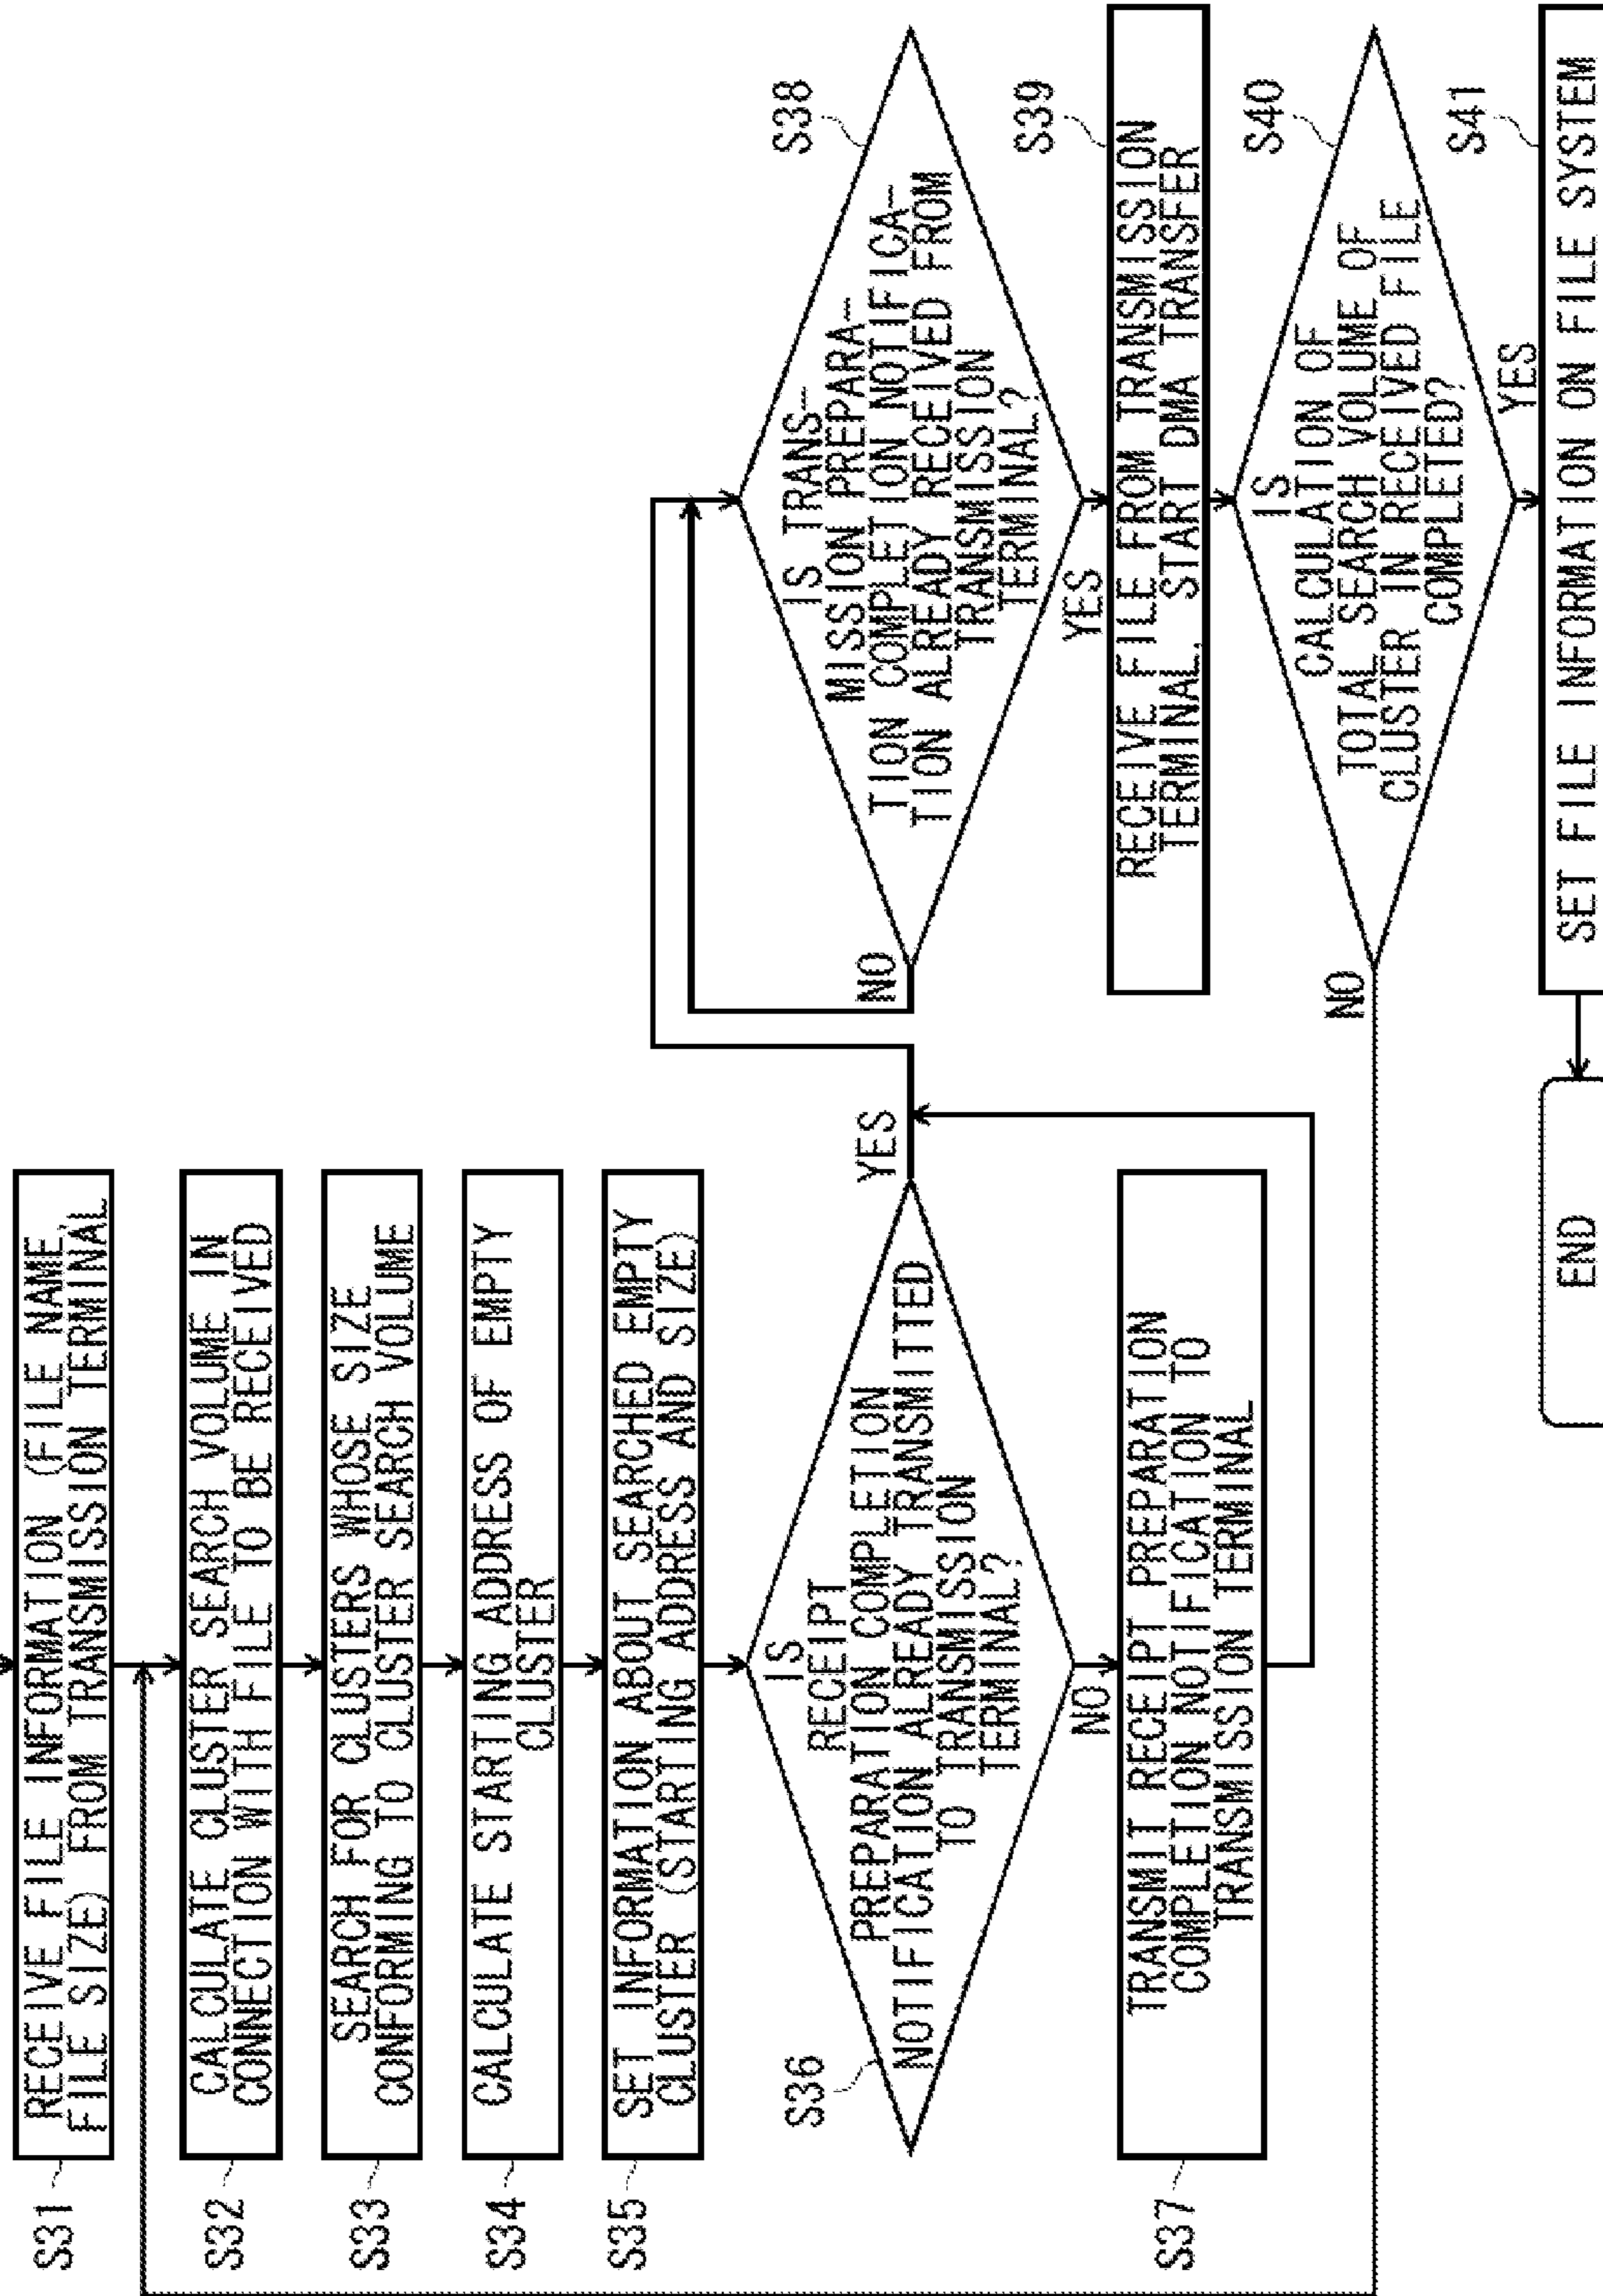 S31
RECEIVE FILE INFORMATION (FILE NAME,
FILE SIZE) FROM TRANSMISSION TERMINAL
S32
CALCULATE CLUSTER SEARCH VOLUME IN
CONNECTION WITH FILE TO BE RECEIVED
S33
SEARCH FOR CLUSTERS WHOSE SIZE
CONFORMING TO CLUSTER SEARCH VOLUME
S34
CALCULATE STARTING ADDRESS OF EMPTY
CLUSTER
S35
SET INFORMATION ABOUT SEARCHED EMPTY
CLUSTER (STARTING ADDRESS AND SIZE)
S36
IS
RECEIPT
PREPARATION COMPLETION
NOTIFICATION ALREADY TRANSMITTED
TO TRANSMISSION
TERMINAL?
YES
NO
S37
TRANSMIT RECEIPT PREPARATION
COMPLETION NOTIFICATION TO
TRANSMISSION TERMINAL
S38
IS TRANS-
MISSION PREPARA-
TION COMPLETION NOTIFICA-
TION ALREADY RECEIVED FROM
TRANSMISSION
TERMINAL?
NO
YES
S39
RECEIVE FILE FROM TRANSMISSION
TERMINAL, START DMA TRANSFER
S40
IS
CALCULATION OF
TOTAL SEARCH VOLUME OF
CLUSTER IN RECEIVED FILE
COMPLETED?
NO
YES
S41
SET FILE INFORMATION ON FILE SYSTEM
END